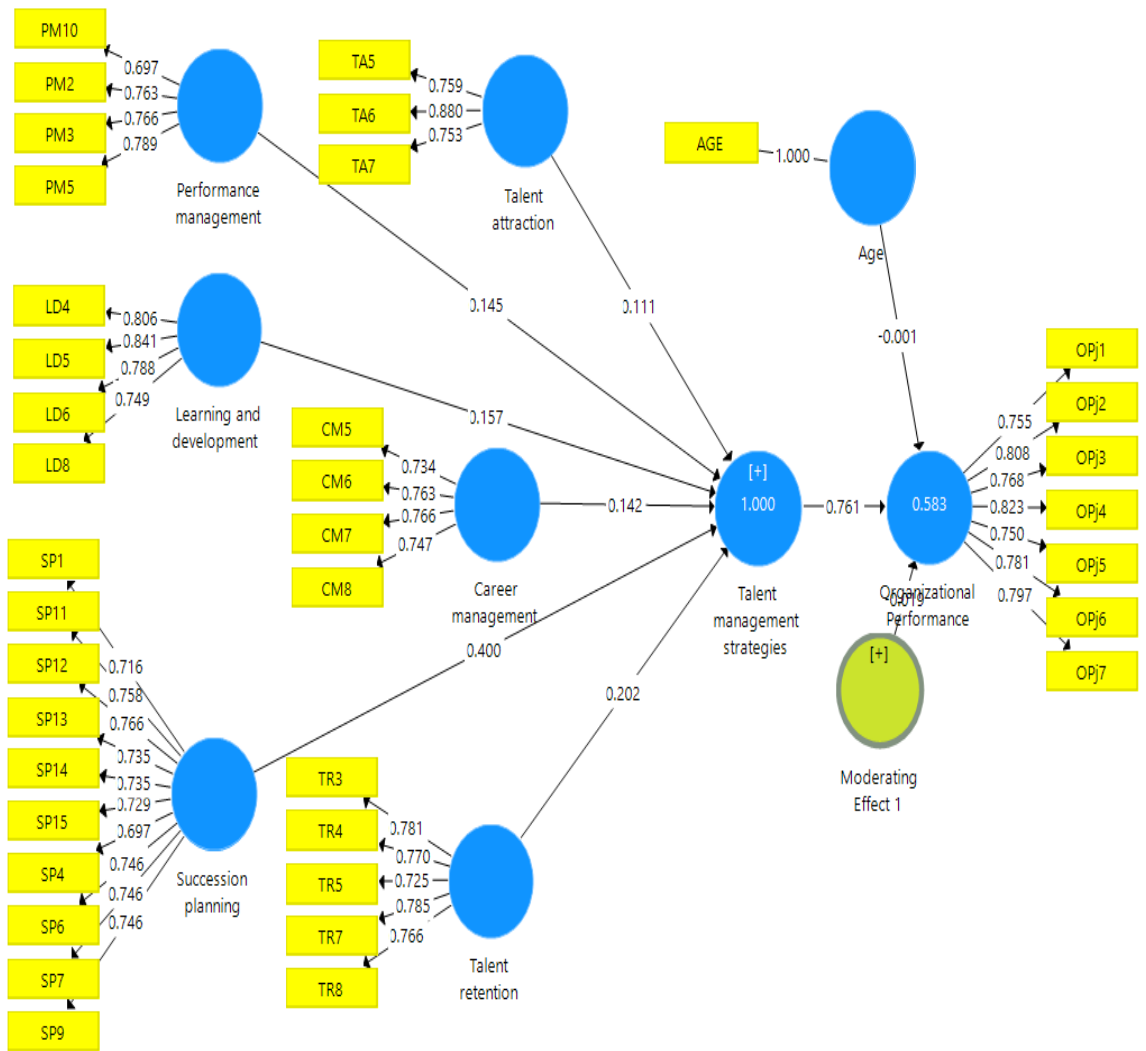 PM10
PM2
PM3
PM5
0.697
0.763
0.766
0.789
Performance
management
TA5
TA6
TA7
0.759
0.880
0.753
Talent
attraction
AGE
1.000
Age
0.145
0.111
-0.001
LD4
LD5
LD6
LD8
0.806
0.841
0.788
0.749
Learning and
development
0.157
CM5
CM6
CM7
CM8
0.734
0.763
0.766
0.747
Career
management
0.142
[+]
1.000
Talent
management
strategies
0.761
0.583
Organizational
Performance
OPj1
OPj2
OPj3
OPj4
OPj5
OPj6
OPj7
0.755
0.808
0.768
0.823
0.750
0.781
0.797
[+]
Moderating
Effect 1
SP1
SP11
SP12
SP13
SP14
SP15
SP4
SP6
SP7
SP9
0.716
0.758
0.766
0.735
0.735
0.729
0.697
0.746
0.746
0.746
Succession
planning
0.400
0.202
TR3
TR4
TR5
TR7
TR8
0.781
0.770
0.725
0.785
0.766
Talent
retention